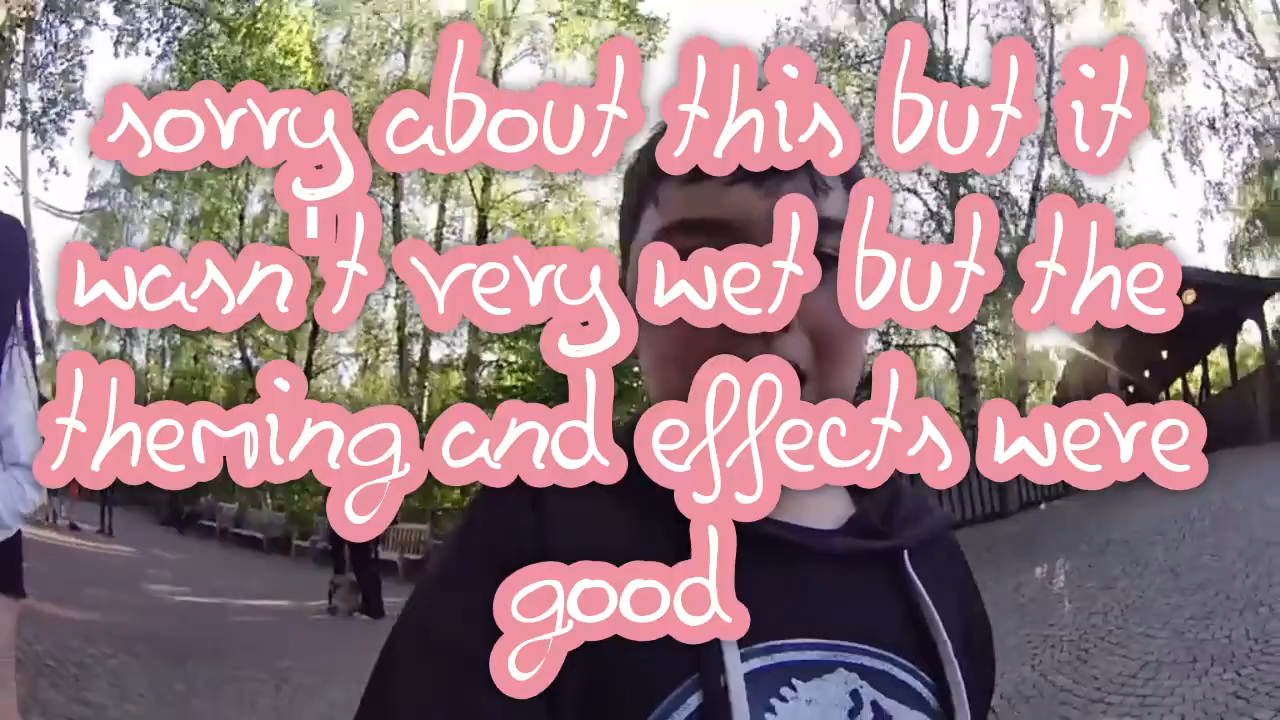 sorry about this but it
wasn't very wet but the
theming and effects were
good